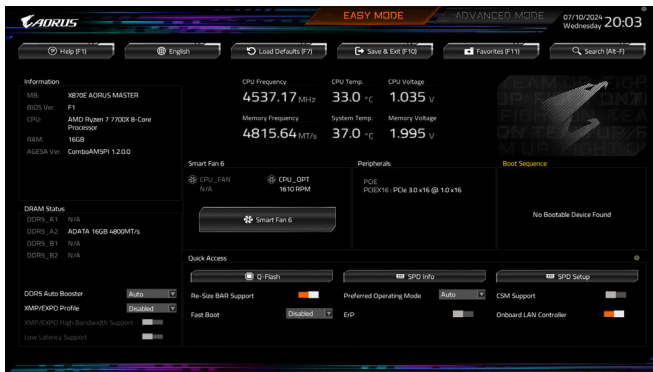 AORUS
EASY MODE
ADVANCED MODE
07/10/2024
Wednesday
20:03
Help (F1)
English
Load Defaults (F7)
Save & Exit (F10)
Favorites (F11)
Search (Alt-F)
Information
MB: X870E AORUS MASTER
BIOS Ver. F1
CPU: AMD Ryzen 7 7700X 8-Core
Processor
RAM: 16GB
AGESA Ver. ComboAM5PI 1.2.0.0
CPU Frequency
4537.17 MHz
CPU Temp.
33.0 °C
CPU Voltage
1.035 V
Memory Frequency
4815.64 MT/s
System Temp.
37.0 °C
Memory Voltage
1.995 V
Smart Fan 6
CPU_FAN
N/A
CPU_OPT
1610 RPM
Smart Fan 6
Peripherals
PCIE
PCIEX16 : PCIe 3.0 x16 @ 1.0 x16
Boot Sequence
No Bootable Device Found
DRAM Status
DDR5_A1 N/A
DDR5_A2 ADATA 16GB 4800MT/s
DDR5_B1 N/A
DDR5_B2 N/A
DDR5 Auto Booster Auto
XMP/EXPO Profile Disabled
XMP/EXPO High Bandwidth Support
Low Latency Support
Quick Access
Q-Flash
SPD Info
SPD Setup
Re-Size BAR Support
Preferred Operating Mode Auto
CSM Support
Fast Boot Disabled
ErP
Onboard LAN Controller